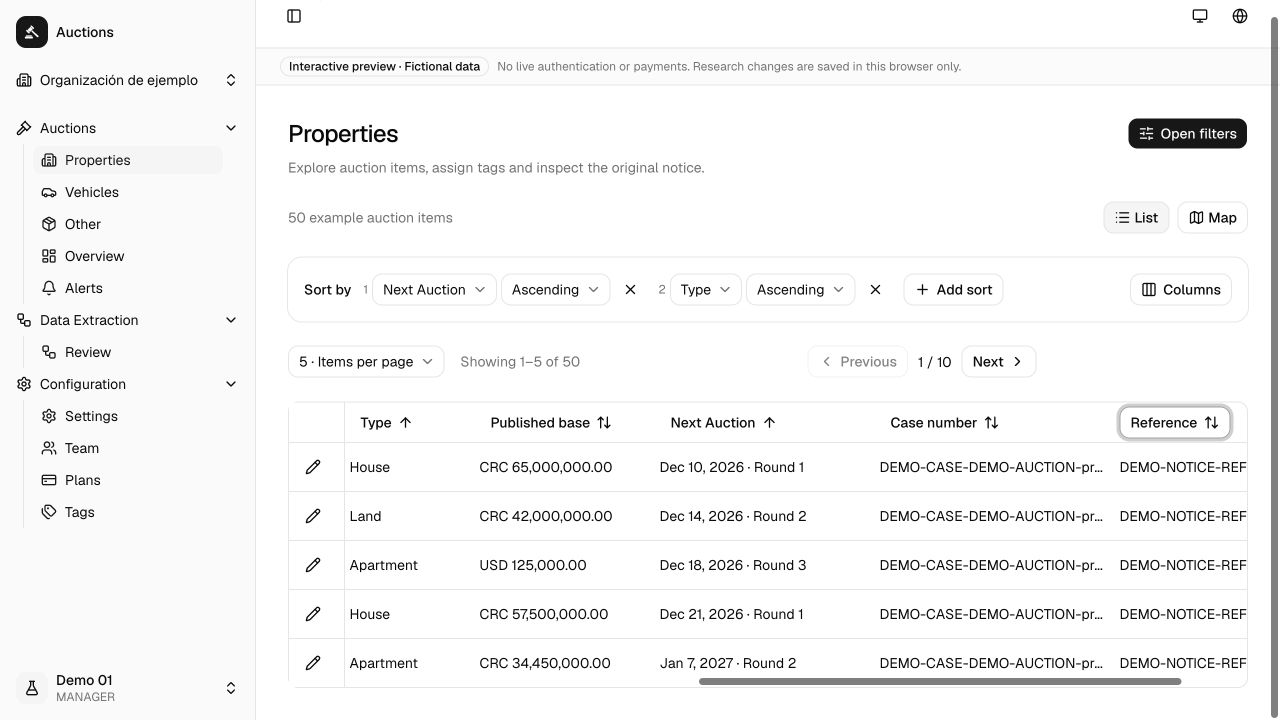 Auctions
Organización de ejemplo
Auctions
Properties
Vehicles
Other
Overview
Alerts
Data Extraction
Review
Configuration
Settings
Team
Plans
Tags
Demo 01
MANAGER
Interactive preview · Fictional data
No live authentication or payments. Research changes are saved in this browser only.
Properties
Open filters
Explore auction items, assign tags and inspect the original notice.
50 example auction items
List
Map
Sort by 1 Next Auction Ascending 2 Type Ascending Add sort Columns
5 · Items per page Showing 1–5 of 50 Previous 1 / 10 Next
Type Published base Next Auction Case number Reference
House CRC 65,000,000.00 Dec 10, 2026 · Round 1 DEMO-CASE-DEMO-AUCTION-pr... DEMO-NOTICE-REF
Land CRC 42,000,000.00 Dec 14, 2026 · Round 2 DEMO-CASE-DEMO-AUCTION-pr... DEMO-NOTICE-REF
Apartment USD 125,000.00 Dec 18, 2026 · Round 3 DEMO-CASE-DEMO-AUCTION-pr... DEMO-NOTICE-REF
House CRC 57,500,000.00 Dec 21, 2026 · Round 1 DEMO-CASE-DEMO-AUCTION-pr... DEMO-NOTICE-REF
Apartment CRC 34,450,000.00 Jan 7, 2027 · Round 2 DEMO-CASE-DEMO-AUCTION-pr... DEMO-NOTICE-REF